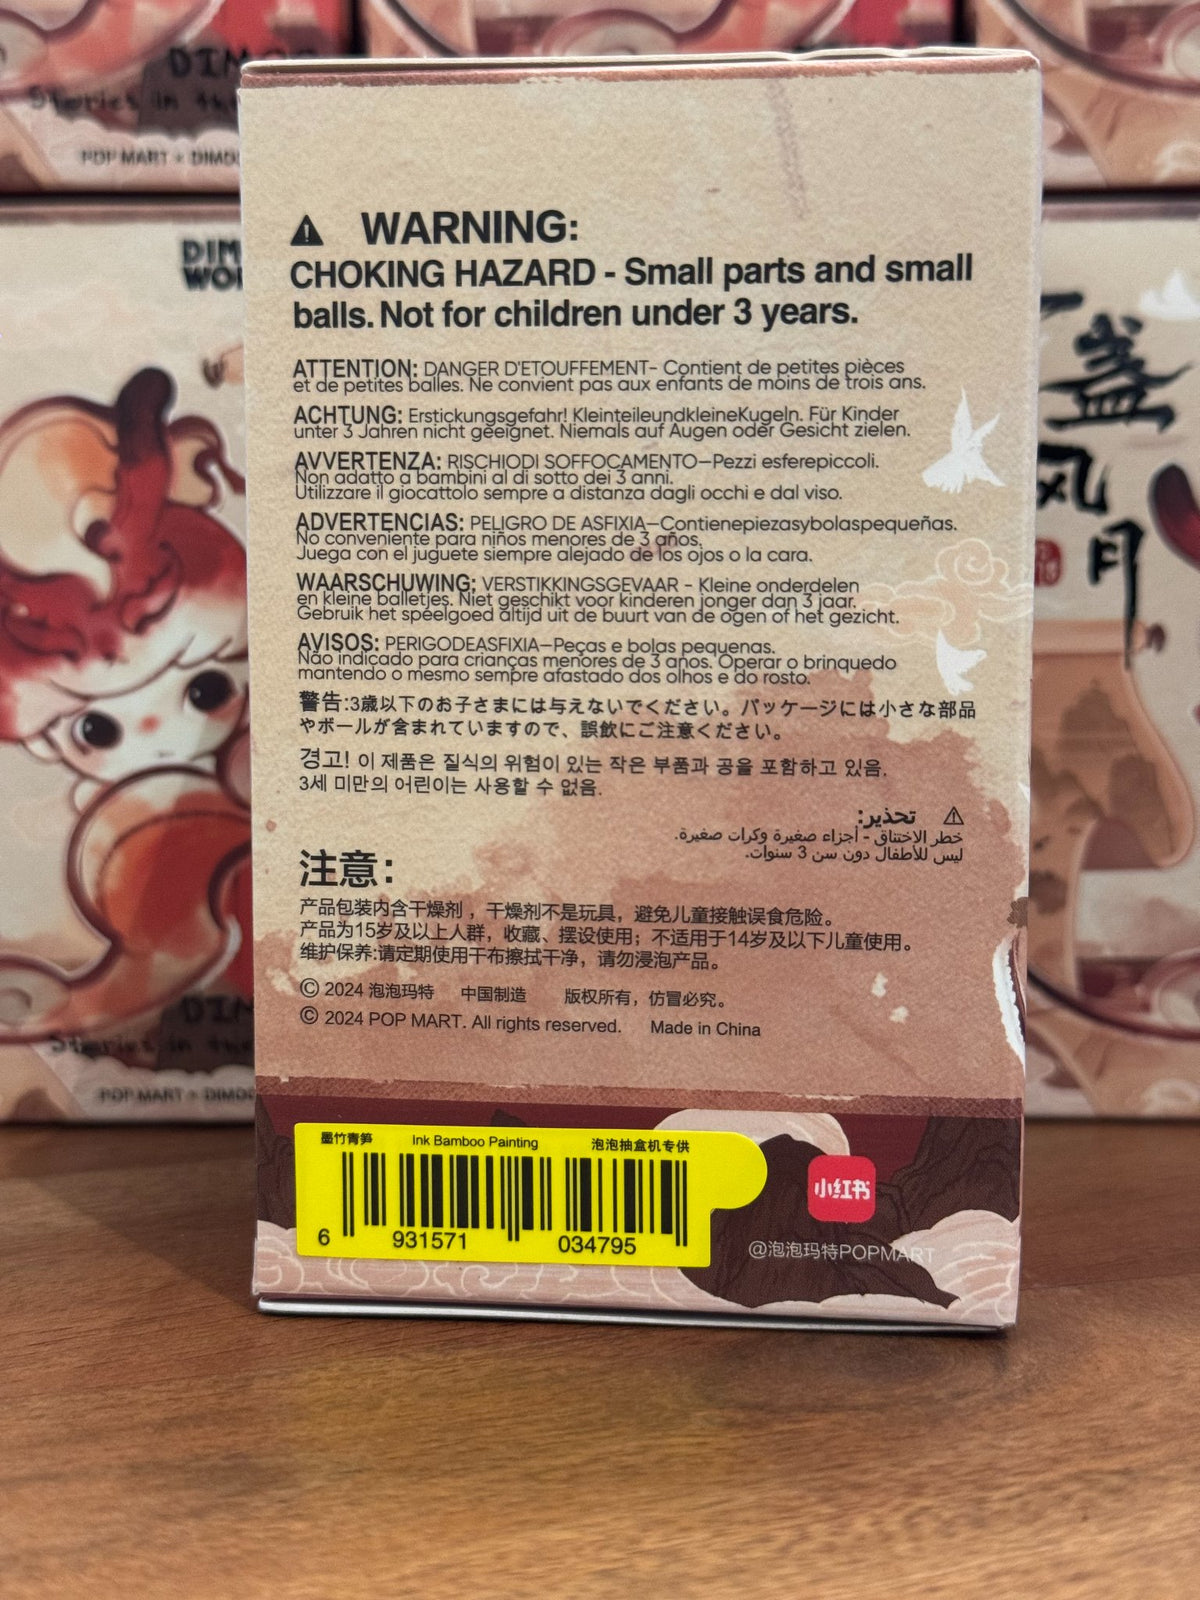 DIM
Stories in the
POP MART × DIMO
DIM
WO
盏
风
月
WARNING:
CHOKING HAZARD - Small parts and small
balls. Not for children under 3 years.
ATTENTION: DANGER D'ETOUFFEMENT- Contient de petites pièces
et de petites balles. Ne convient pas aux enfants de moins de trois ans.
ACHTUNG: Erstickungsgefahr! KleinteileundkleineKugeln. Für Kinder
unter 3 Jahren nicht geeignet. Niemals auf Augen oder Gesicht zielen.
AVVERTENZA: RISCHIODI SOFFOCAMENTO—Pezzi esferepiccoli.
Non adatto a bambini al di sotto dei 3 anni.
Utilizzare il giocattolo sempre a distanza dagli occhi e dal viso.
ADVERTENCIAS: PELIGRO DE ASFIXIA—Contienepiezasybolaspequeñas.
No conveniente para niños menores de 3 años.
Juega con el juguete siempre alejado de los ojos o la cara.
WAARSCHUWING: VERSTIKKINGSGEVAAR - Kleine onderdelen
en kleine balletjes. Niet geschikt voor kinderen jonger dan 3 jaar.
Gebruik het speelgoed altijd uit de buurt van de ogen of het gezicht.
AVISOS: PERIGODEASFIXIA—Peças e bolas pequenas.
Não indicado para crianças menores de 3 anos. Operar o brinquedo
mantendo o mesmo sempre afastado dos olhos e do rosto.
警告:3歳以下のお子さまには与えないでください。パッケージには小さな部品
やボールが含まれていますので、誤飲にご注意ください。
경고! 이 제품은 질식의 위험이 있는 작은 부품과 공을 포함하고 있음.
3세 미만의 어린이는 사용할 수 없음.
تحذير:
خطر الاختناق - أجزاء صغيرة وكرات صغيرة.
ليس للأطفال دون سن 3 سنوات.
注意:
产品包装内含干燥剂，干燥剂不是玩具，避免儿童接触误食危险。
产品为15岁及以上人群，收藏、摆设使用；不适用于14岁及以下儿童使用。
维护保养:请定期使用干布擦拭干净，请勿浸泡产品。
© 2024 泡泡玛特 中国制造 版权所有，仿冒必究。
© 2024 POP MART. All rights reserved. Made in China
墨竹青笋 Ink Bamboo Painting 泡泡抽盒机专供
6 931571 034795
小红书
@泡泡玛特POPMART
DIM
Stories in the
POP MART × DIMOO